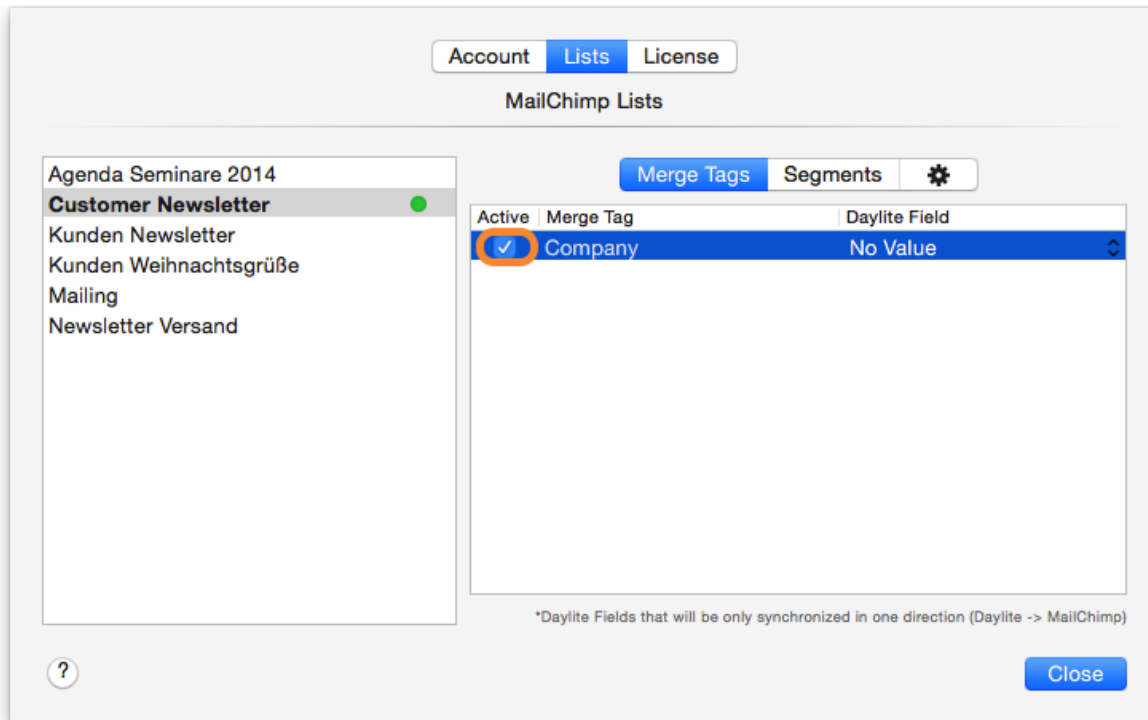 Account Lists License
MailChimp Lists
Agenda Seminare 2014
Customer Newsletter
Kunden Newsletter
Kunden Weihnachtsgrüße
Mailing
Newsletter Versand
Merge Tags Segments
Active Merge Tag Daylite Field
Company No Value
*Daylite Fields that will be only synchronized in one direction (Daylite -> MailChimp)
? Close